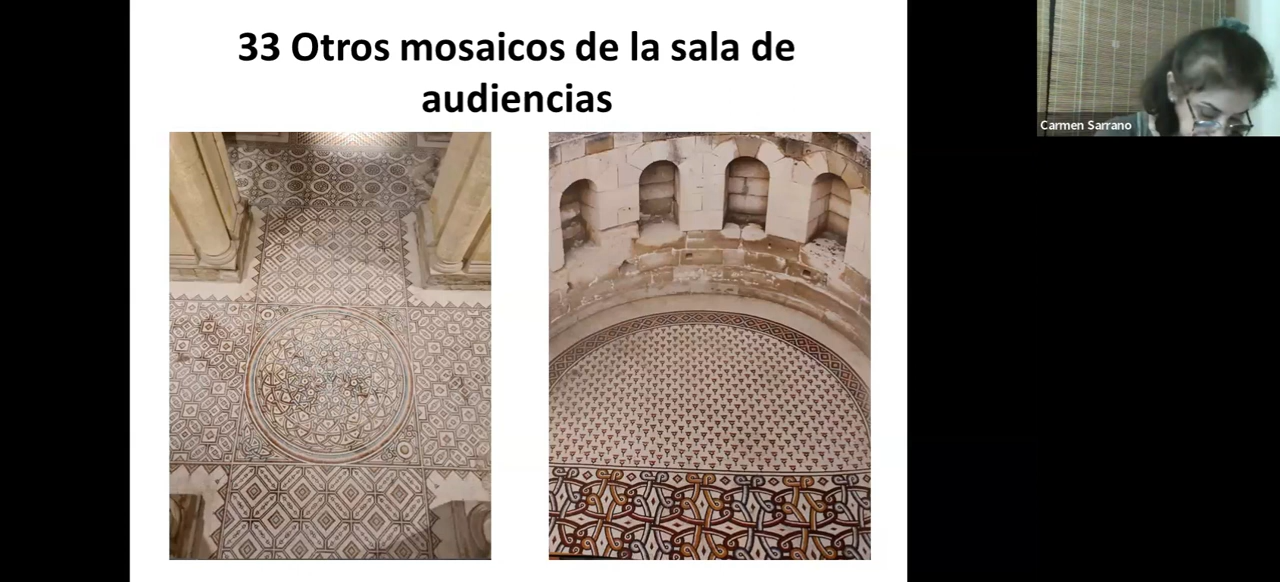 33 Otros mosaicos de la sala de
audiencias
Carmen Sarrano